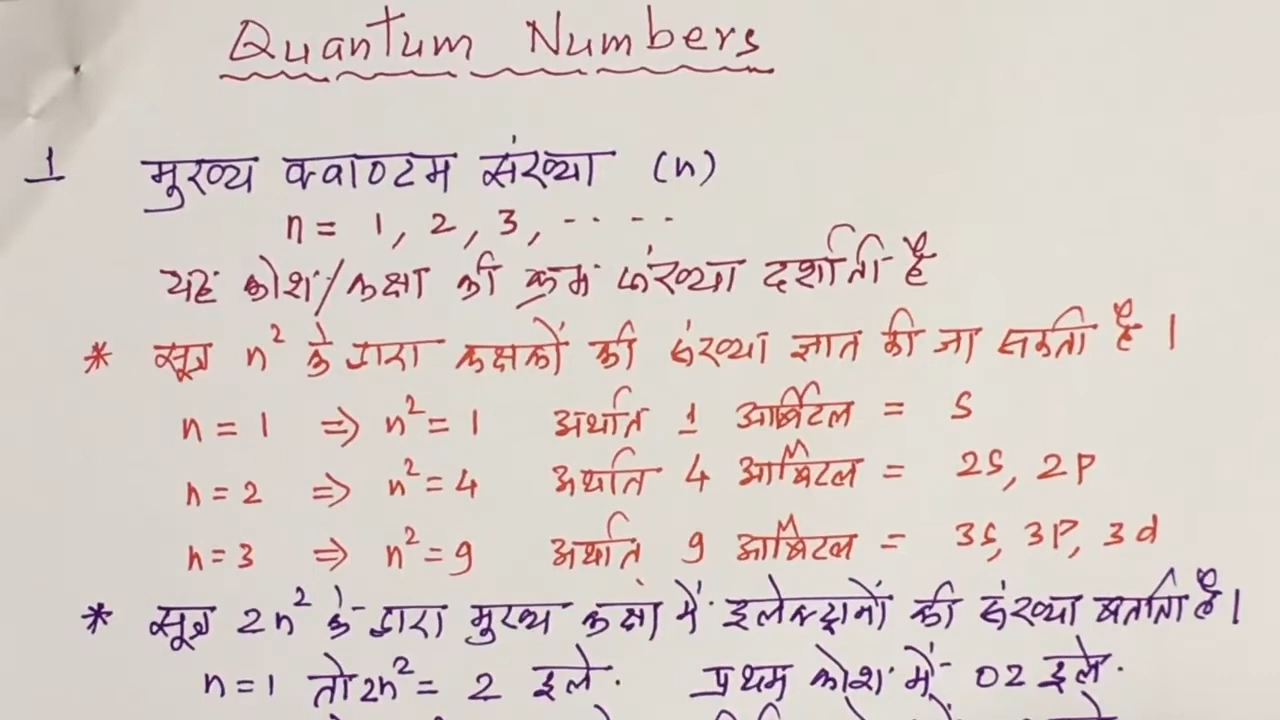 Quantum Numbers
1 मुख्य क्वाण्टम संख्या (n)
n = 1, 2, 3, ----
यह कोश/कक्षा की क्रम संख्या दर्शाती है
* सूत्र n² के द्वारा कक्षकों की संख्या ज्ञात की जा सकती है।
n = 1 ⇒ n² = 1 अर्थात 1 आर्बिटल = s
n = 2 ⇒ n² = 4 अर्थात 4 आर्बिटल = 2s, 2p
n = 3 ⇒ n² = 9 अर्थात 9 आर्बिटल = 3s, 3p, 3d
* सूत्र 2n² के द्वारा मुख्य कक्षा में इलेक्ट्रानों की संख्या बताती है।
n = 1 तो 2n² = 2 इले. प्रथम कोश में 02 इले.